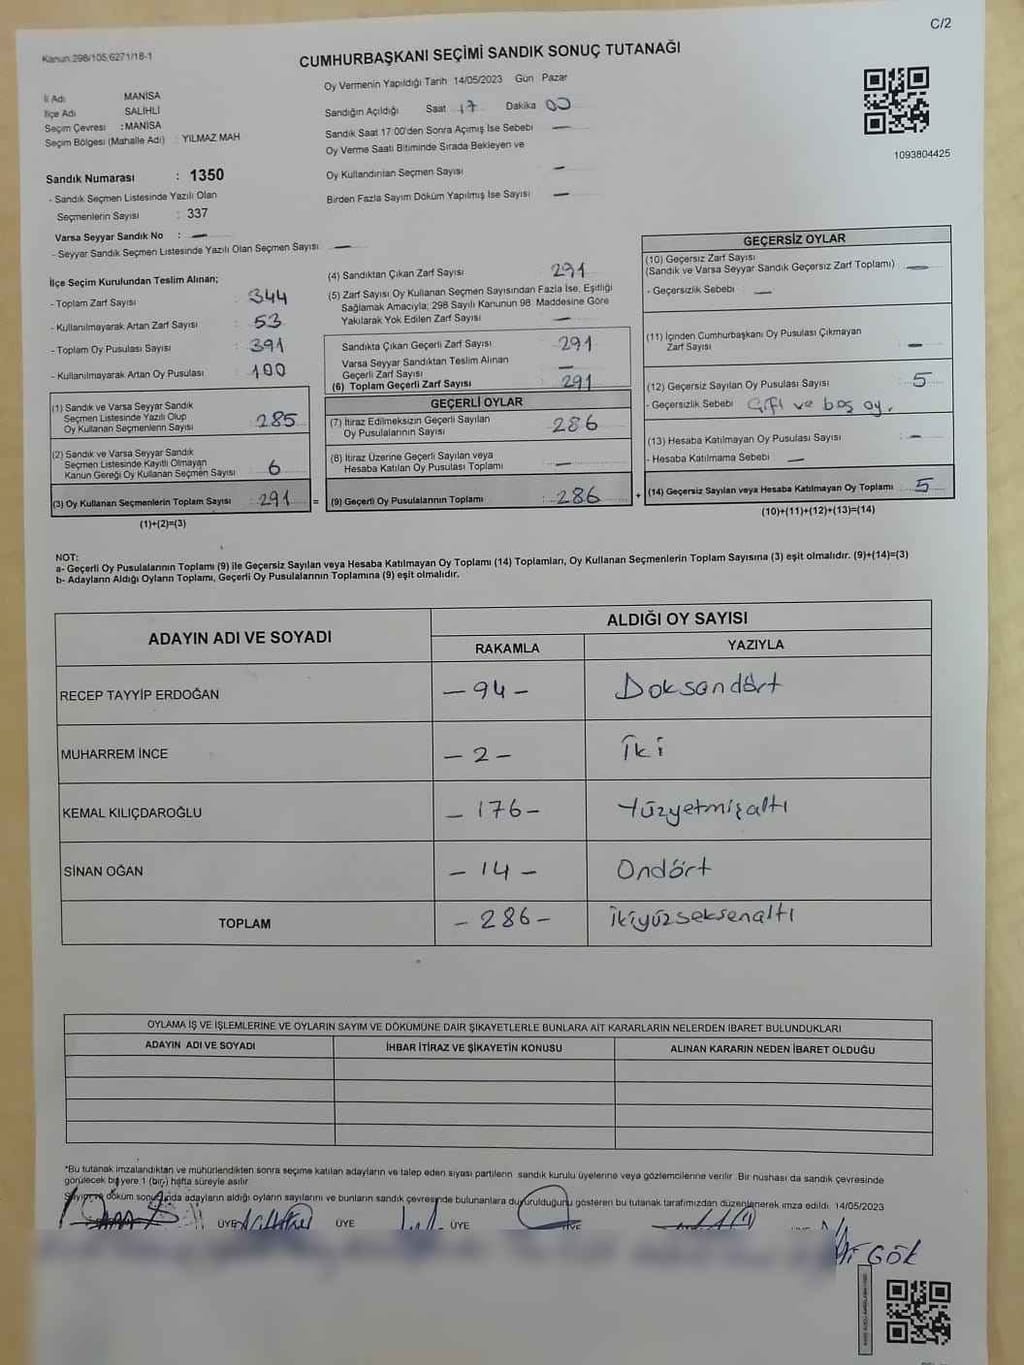 C/2
Kanun:298/105;6271/18-1
CUMHURBAŞKANI SEÇİMİ SANDIK SONUÇ TUTANAĞI
Oy Vermenin Yapıldığı Tarih 14/05/2023 Gün Pazar
İl Adı MANİSA
İlçe Adı SALİHLİ
Seçim Çevresi :MANİSA
Seçim Bölgesi (Mahalle Adı) : YILMAZ MAH
Sandığın Açıldığı Saat 17 Dakika 00
Sandık Saat 17:00'den Sonra Açımış İse Sebebi —
Oy Verme Saati Bitiminde Sırada Bekleyen ve
Oy Kullandırılan Seçmen Sayısı —
Birden Fazla Sayım Döküm Yapılmış İse Sayısı —
1093804425
Sandık Numarası : 1350
- Sandık Seçmen Listesinde Yazılı Olan
Seçmenlerin Sayısı : 337
Varsa Seyyar Sandık No : —
- Seyyar Sandık Seçmen Listesinde Yazılı Olan Seçmen Sayısı —
İlçe Seçim Kurulundan Teslim Alınan;
- Toplam Zarf Sayısı : 344
- Kullanılmayarak Artan Zarf Sayısı : 53
- Toplam Oy Pusulası Sayısı : 391
- Kullanılmayarak Artan Oy Pusulası : 100
(1) Sandık ve Varsa Seyyar Sandık
Seçmen Listesinde Yazılı Olup
Oy Kullanan Seçmenlerin Sayısı : 285
(2) Sandık ve Varsa Seyyar Sandık
Seçmen Listesinde Kayıtlı Olmayan
Kanun Gereği Oy Kullanan Seçmen Sayısı 6
(3) Oy Kullanan Seçmenlerin Toplam Sayısı : 291 =
(1)+(2)=(3)
(4) Sandıktan Çıkan Zarf Sayısı 291
(5) Zarf Sayısı Oy Kullanan Seçmen Sayısından Fazla İse, Eşitliği
Sağlamak Amacıyla; 298 Sayılı Kanunun 98 Maddesine Göre
Yakılarak Yok Edilen Zarf Sayısı —
Sandıkta Çıkan Geçerli Zarf Sayısı 291
Varsa Seyyar Sandıktan Teslim Alınan
Geçerli Zarf Sayısı —
(6) Toplam Geçerli Zarf Sayısı 291
GEÇERLİ OYLAR
(7) İtiraz Edilmeksizin Geçerli Sayılan
Oy Pusulalarının Sayısı : 286
(8) İtiraz Üzerine Geçerli Sayılan veya
Hesaba Katılan Oy Pusulası Toplamı —
(9) Geçerli Oy Pusulalarının Toplamı : 286 +
GEÇERSİZ OYLAR
(10) Geçersiz Zarf Sayısı
(Sandık ve Varsa Seyyar Sandık Geçersiz Zarf Toplamı) —
- Geçersizlik Sebebi : —
(11) İçinden Cumhurbaşkanı Oy Pusulası Çıkmayan
Zarf Sayısı —
(12) Geçersiz Sayılan Oy Pusulası Sayısı : 5
- Geçersizlik Sebebi : Çift ve boş oy.
(13) Hesaba Katılmayan Oy Pusulası Sayısı : —
- Hesaba Katılmama Sebebi : —
(14) Geçersiz Sayılan veya Hesaba Katılmayan Oy Toplamı 5
(10)+(11)+(12)+(13)=(14)
NOT:
a- Geçerli Oy Pusulalarının Toplamı (9) ile Geçersiz Sayılan veya Hesaba Katılmayan Oy Toplamı (14) Toplamları, Oy Kullanan Seçmenlerin Toplam Sayısına (3) eşit olmalıdır. (9)+(14)=(3)
b- Adayların Aldığı Oyların Toplamı, Geçerli Oy Pusulalarının Toplamına (9) eşit olmalıdır.
ADAYIN ADI VE SOYADI ALDIĞI OY SAYISI
RAKAMLA YAZIYLA
RECEP TAYYİP ERDOĞAN – 94 – Doksandört
MUHARREM İNCE – 2 – İki
KEMAL KILIÇDAROĞLU – 176 – Yüzyetmişaltı
SİNAN OĞAN – 14 – Ondört
TOPLAM – 286 – İkiyüzseksenaltı
OYLAMA İŞ VE İŞLEMLERİNE VE OYLARIN SAYIM VE DÖKÜMÜNE DAİR ŞİKAYETLERLE BUNLARA AİT KARARLARIN NELERDEN İBARET BULUNDUKLARI
ADAYIN ADI VE SOYADI İHBAR İTİRAZ VE ŞİKAYETİN KONUSU ALINAN KARARIN NEDEN İBARET OLDUĞU
*Bu tutanak imzalandıktan ve mühürlendikten sonra seçime katılan adayların ve talep eden siyasi partilerin sandık kurulu üyelerine veya gözlemcilerine verilir. Bir nüshası da sandık çevresinde
görülecek bir yere 1 (bir) hafta süreyle asılır.
Sayım ve döküm sonucunda adayların aldığı oyların sayılarını ve bunların sandık çevresinde bulunanlara duyurulduğunu gösteren bu tutanak tarafımızdan düzenlenerek imza edildi. 14/05/2023
ÜYE ÜYE ÜYE ÜYE
GÖK